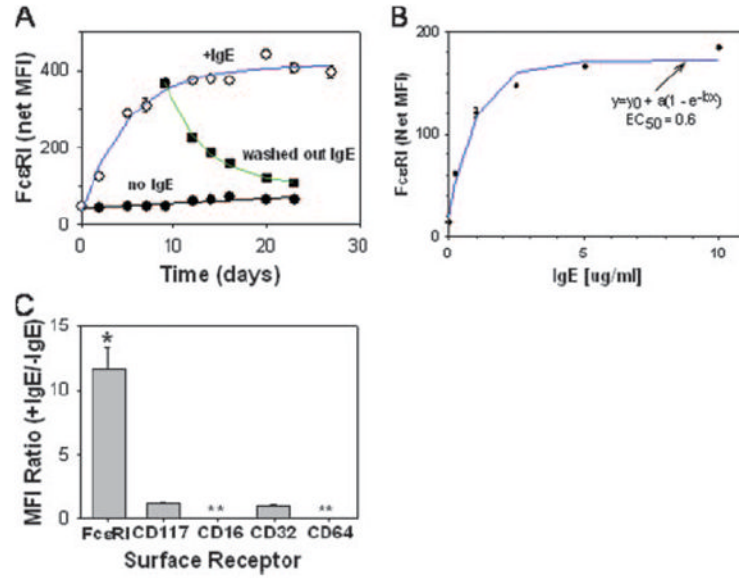 A
FcεRI (net MFI)
400
200
0
+IgE
washed out IgE
no IgE
0
10
20
30
Time (days)
B
FcεRI (Net MFI)
200
100
0
y=y0 + a(1 - e-bx)
EC50 = 0.6
0
5
10
IgE [ug/ml]
C
MFI Ratio (+IgE/-IgE)
15
10
5
0
*
**
**
FcεRI CD117 CD16 CD32 CD64
Surface Receptor